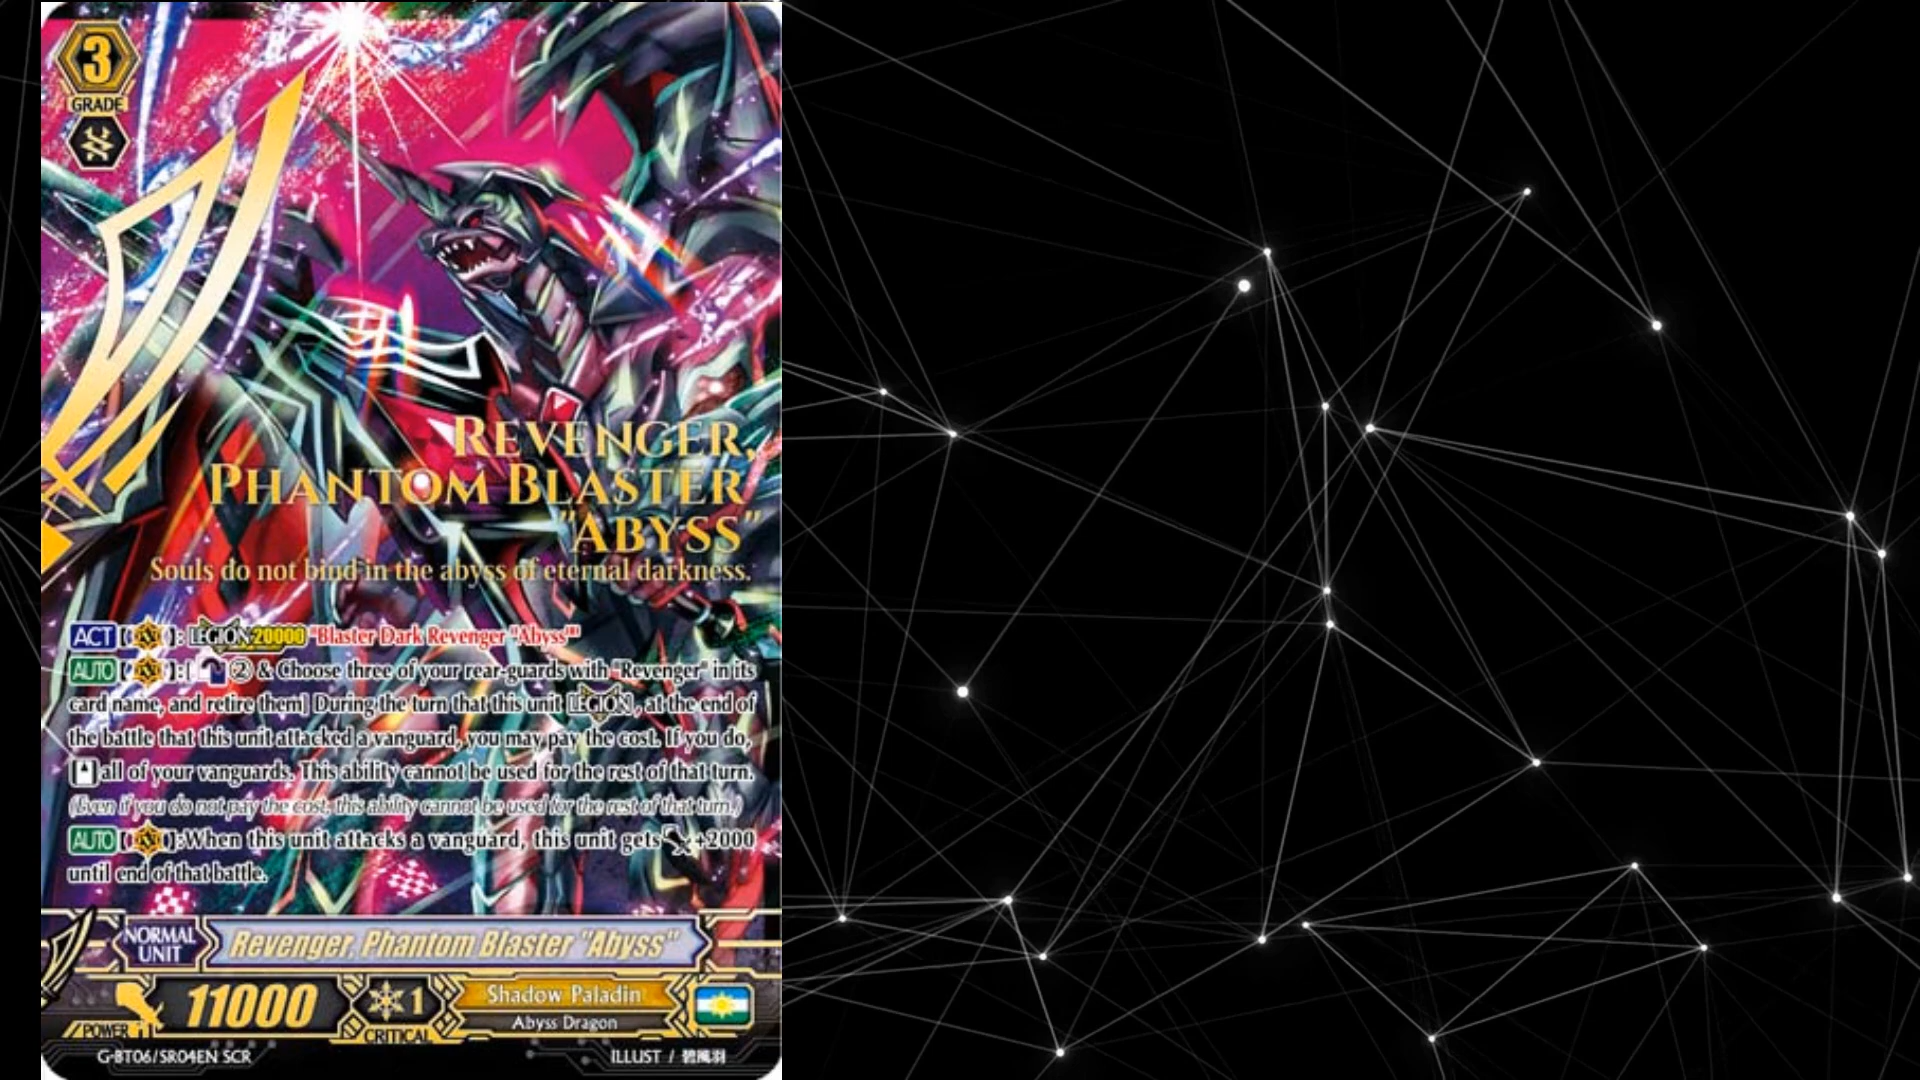 3
GRADE
REVENGER,
PHANTOM BLASTER
"ABYSS"
Souls do not bind in the abyss of eternal darkness.
ACT【】: LEGION 20000 "Blaster Dark Revenger "Abyss""
AUTO【】:[② & Choose three of your rear-guards with "Revenger" in its
card name, and retire them] During the turn that this unit LEGION, at the end of
the battle that this unit attacked a vanguard, you may pay the cost. If you do,
all of your vanguards. This ability cannot be used for the rest of that turn.
(Even if you do not pay the cost, this ability cannot be used for the rest of that turn.)
AUTO【】:When this unit attacks a vanguard, this unit gets +2000
until end of that battle.
NORMAL
UNIT
Revenger, Phantom Blaster "Abyss"
POWER
11000
1
CRITICAL
Shadow Paladin
Abyss Dragon
G-BT06/SR04EN SCR
ILLUST / 碧風羽